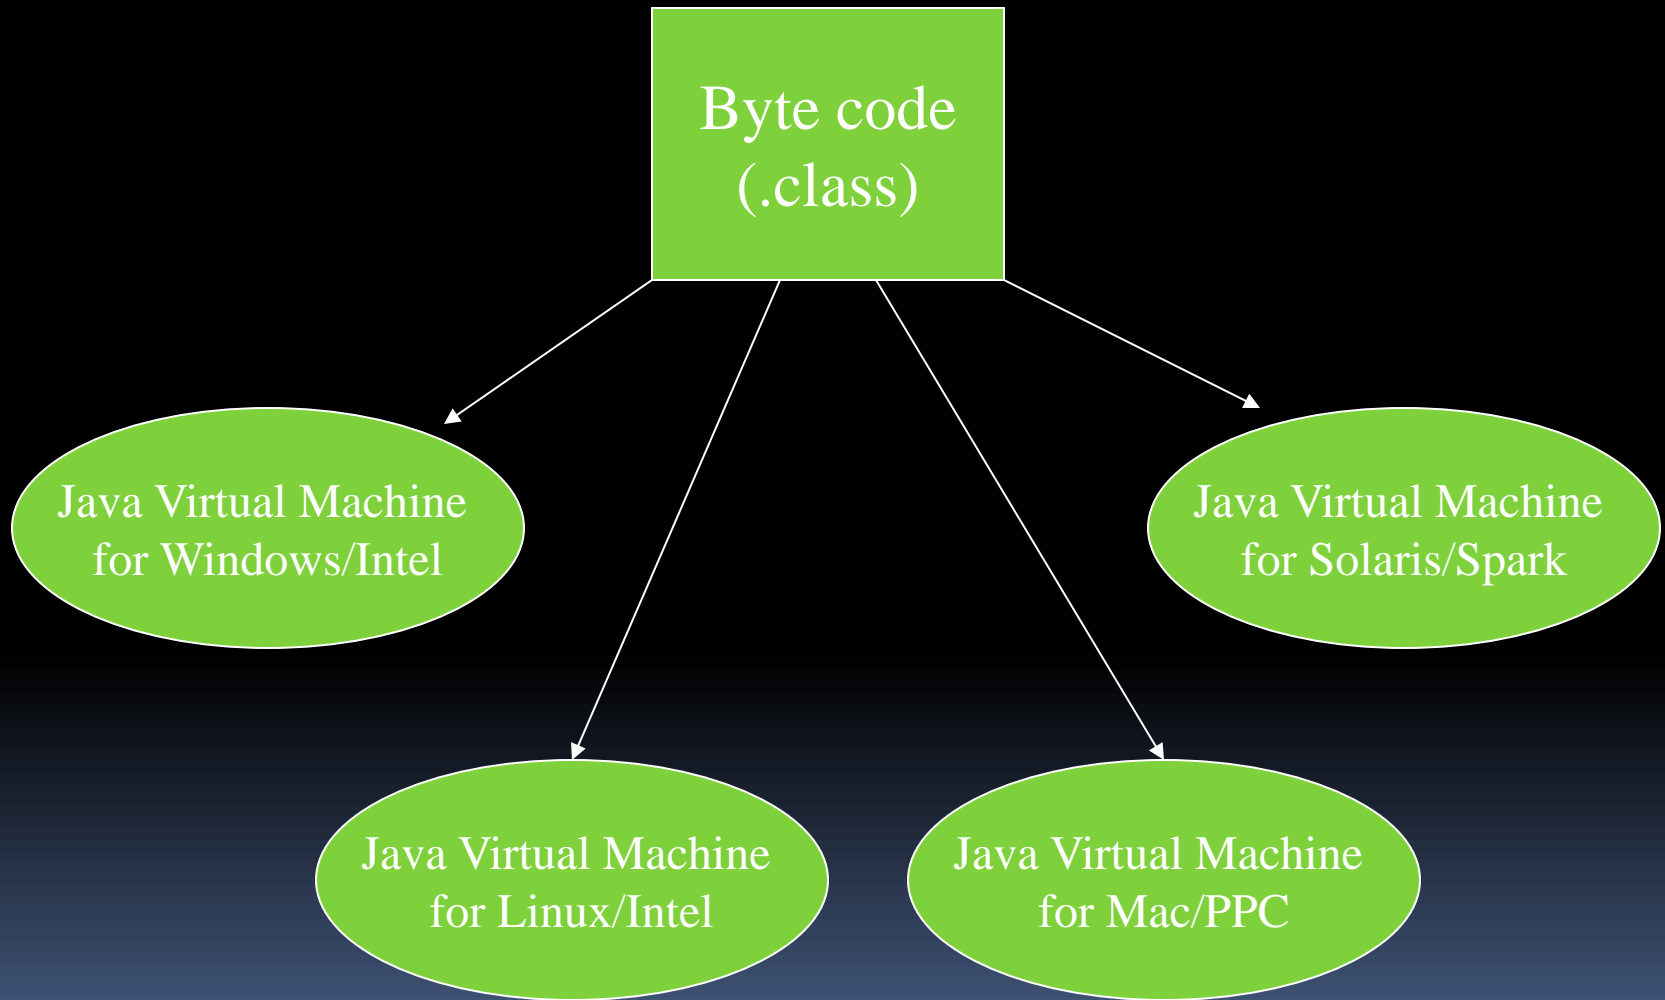 Byte code
(.class)
Java Virtual Machine
for Windows/Intel
Java Virtual Machine
for Solaris/Spark
Java Virtual Machine
for Linux/Intel
Java Virtual Machine
for Mac/PPC